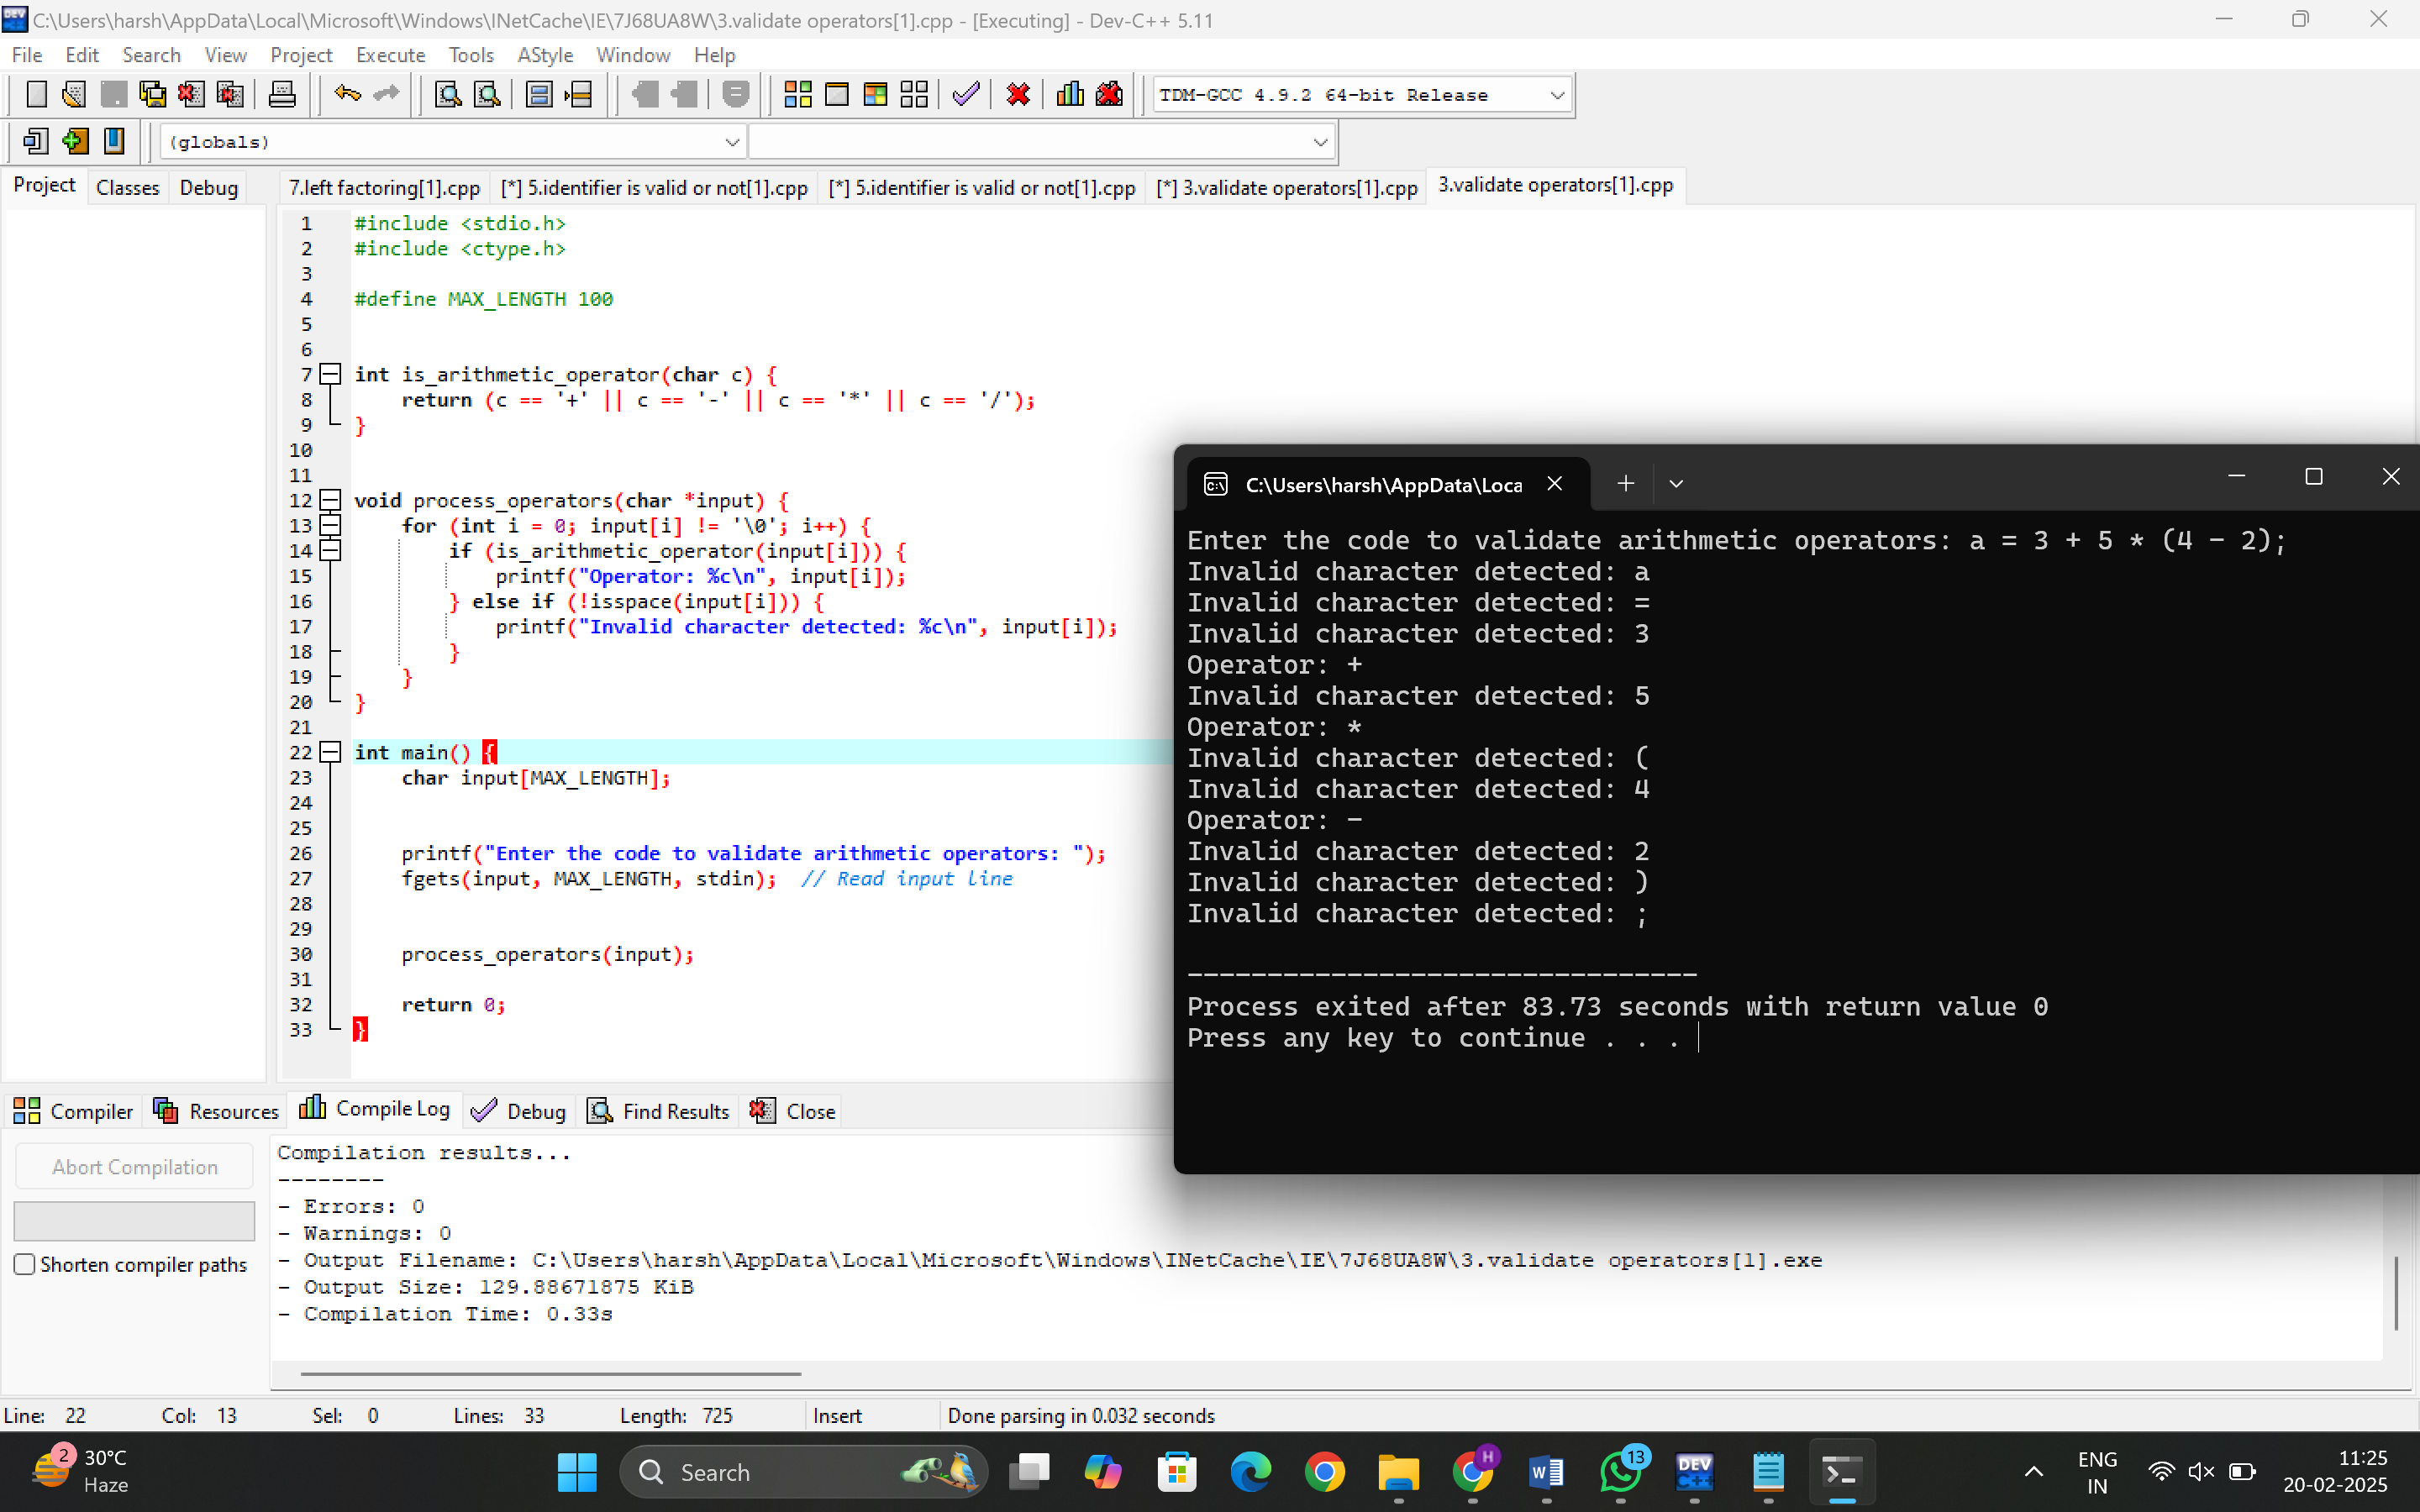 C:\Users\harsh\AppData\Local\Microsoft\Windows\INetCache\IE\7J68UA8W\3.validate operators[1].cpp - [Executing] - Dev-C++ 5.11
File Edit Search View Project Execute Tools AStyle Window Help
TDM-GCC 4.9.2 64-bit Release
(globals)
Project Classes Debug
7.left factoring[1].cpp [*] 5.identifier is valid or not[1].cpp [*] 5.identifier is valid or not[1].cpp [*] 3.validate operators[1].cpp 3.validate operators[1].cpp
1 #include <stdio.h>
2 #include <ctype.h>
3
4 #define MAX_LENGTH 100
5
6
7 int is_arithmetic_operator(char c) {
8 return (c == '+' || c == '-' || c == '*' || c == '/');
9 }
10
11
12 void process_operators(char *input) {
13 for (int i = 0; input[i] != '\0'; i++) {
14 if (is_arithmetic_operator(input[i])) {
15 printf("Operator: %c\n", input[i]);
16 } else if (!isspace(input[i])) {
17 printf("Invalid character detected: %c\n", input[i]);
18 }
19 }
20 }
21
22 int main() {
23 char input[MAX_LENGTH];
24
25
26 printf("Enter the code to validate arithmetic operators: ");
27 fgets(input, MAX_LENGTH, stdin); // Read input line
28
29
30 process_operators(input);
31
32 return 0;
33 }
C:\Users\harsh\AppData\Loca
Enter the code to validate arithmetic operators: a = 3 + 5 * (4 - 2);
Invalid character detected: a
Invalid character detected: =
Invalid character detected: 3
Operator: +
Invalid character detected: 5
Operator: *
Invalid character detected: (
Invalid character detected: 4
Operator: -
Invalid character detected: 2
Invalid character detected: )
Invalid character detected: ;
--------------------------------
Process exited after 83.73 seconds with return value 0
Press any key to continue . . .
Compiler Resources Compile Log Debug Find Results Close
Abort Compilation
Shorten compiler paths
Compilation results...
--------
- Errors: 0
- Warnings: 0
- Output Filename: C:\Users\harsh\AppData\Local\Microsoft\Windows\INetCache\IE\7J68UA8W\3.validate operators[1].exe
- Output Size: 129.88671875 KiB
- Compilation Time: 0.33s
Line: 22 Col: 13 Sel: 0 Lines: 33 Length: 725 Insert Done parsing in 0.032 seconds
2
30°C
Haze
Search
H
13
DEV
C++
ENG
IN
11:25
20-02-2025